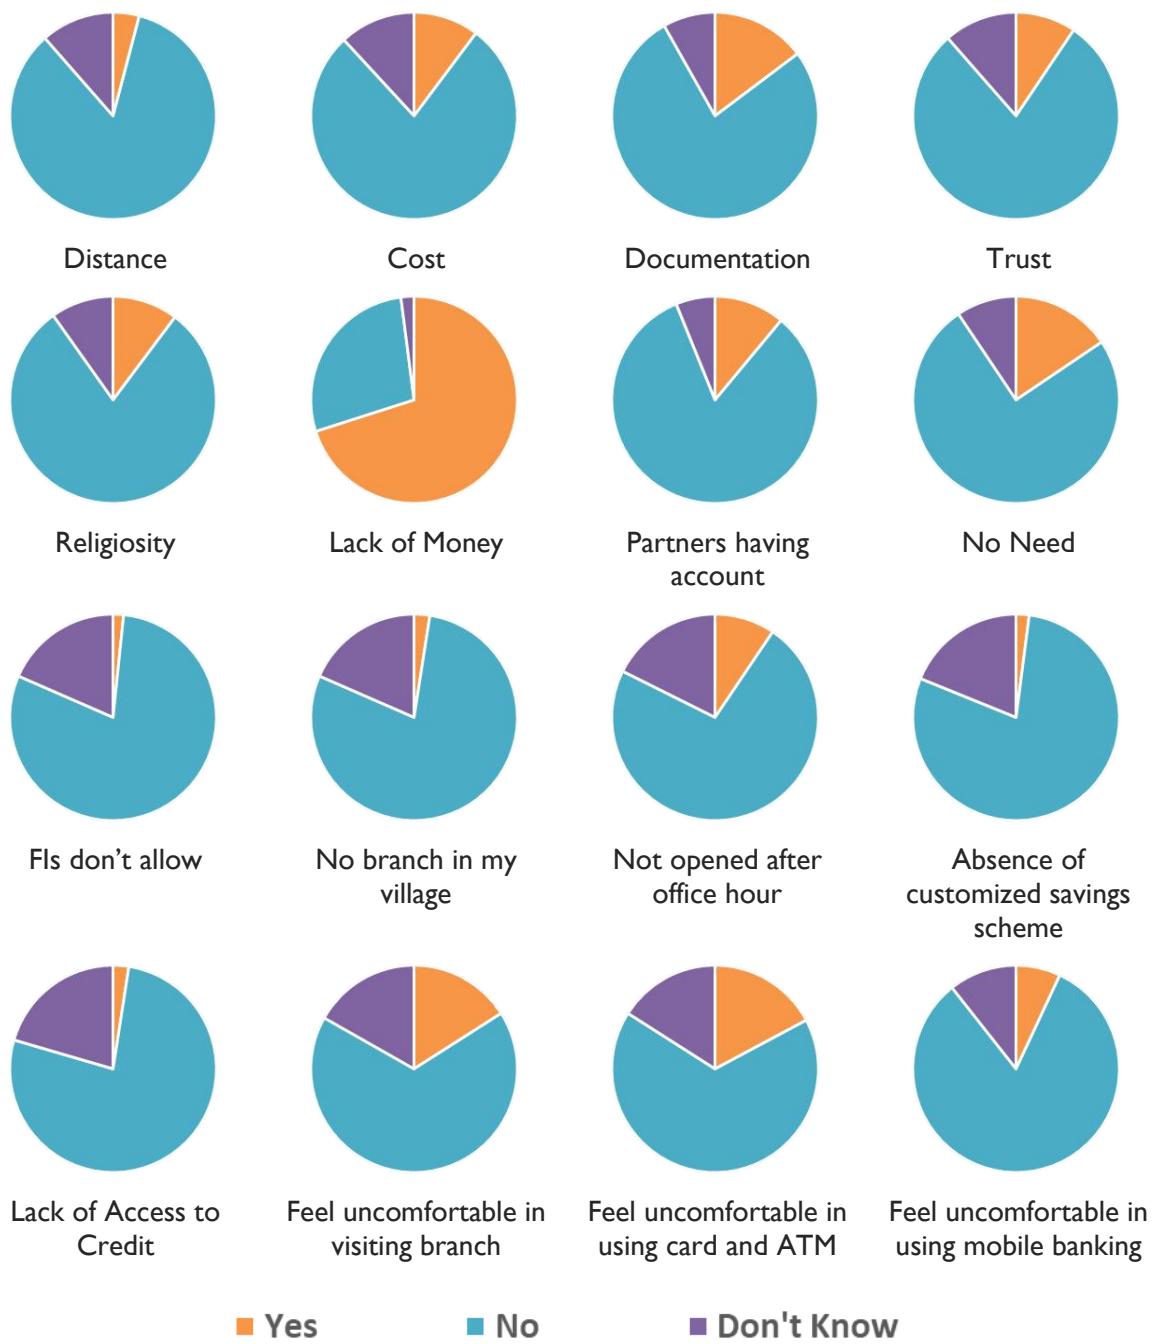 Distance
Cost
Documentation
Trust
Religiosity
Lack of Money
Partners having
account
No Need
FIs don’t allow
No branch in my
village
Not opened after
office hour
Absence of
customized savings
scheme
Lack of Access to
Credit
Feel uncomfortable in
visiting branch
Feel uncomfortable in
using card and ATM
Feel uncomfortable in
using mobile banking
Yes
No
Don't Know